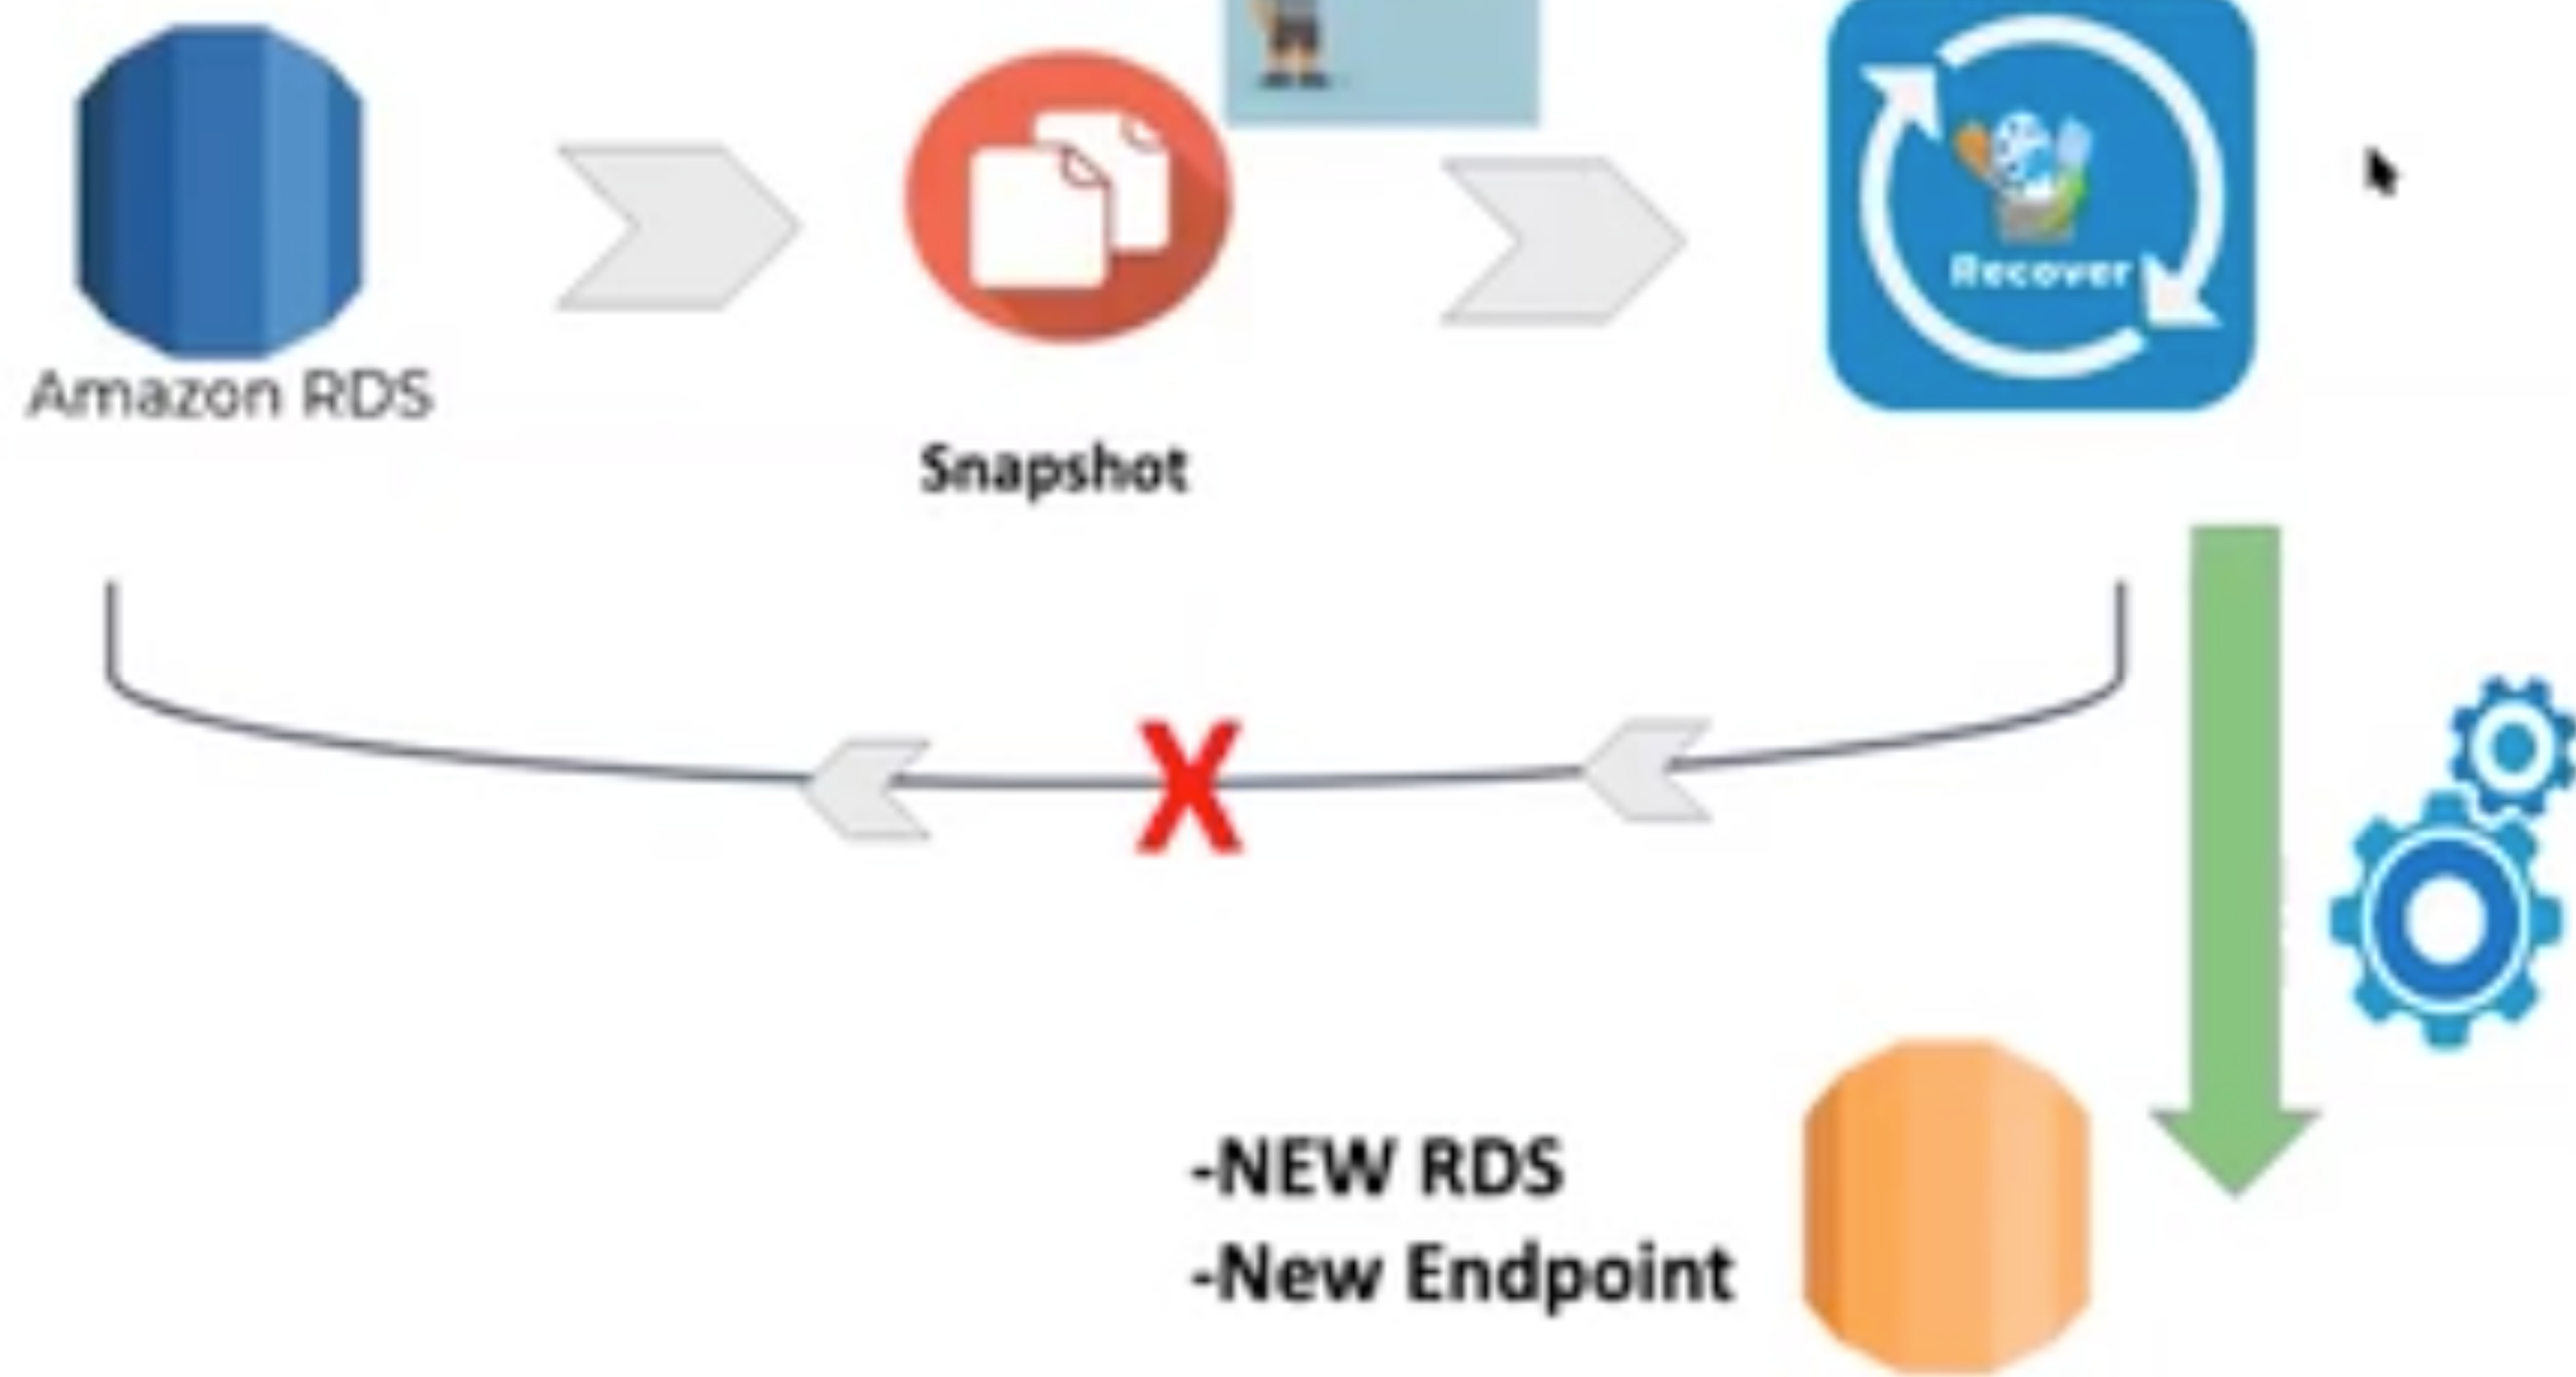 Recover
Amazon RDS
Snapshot
X
-NEW RDS
-New Endpoint